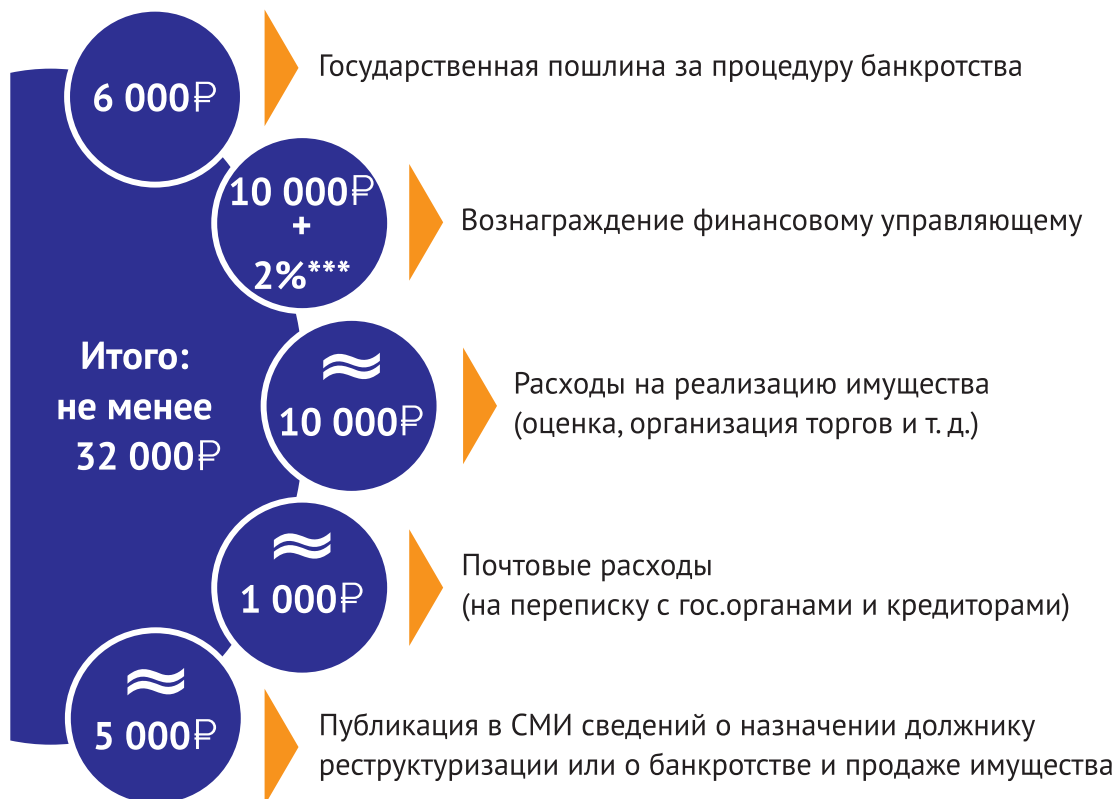 6 000₽
Государственная пошлина за процедуру банкротства
10 000₽
+
2%***
Вознаграждение финансовому управляющему
Итого:
не менее
32 000₽
≈
10 000₽
Расходы на реализацию имущества
(оценка, организация торгов и т. д.)
≈
1 000₽
Почтовые расходы
(на переписку с гос.органами и кредиторами)
≈
5 000₽
Публикация в СМИ сведений о назначении должнику
реструктуризации или о банкротстве и продаже имущества